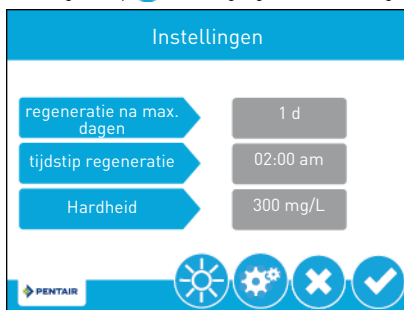 Instellingen
regeneratie na max.
dagen
1 d
tijdstip regeneratie
02:00 am
Hardheid
300 mg/L
PENTAIR